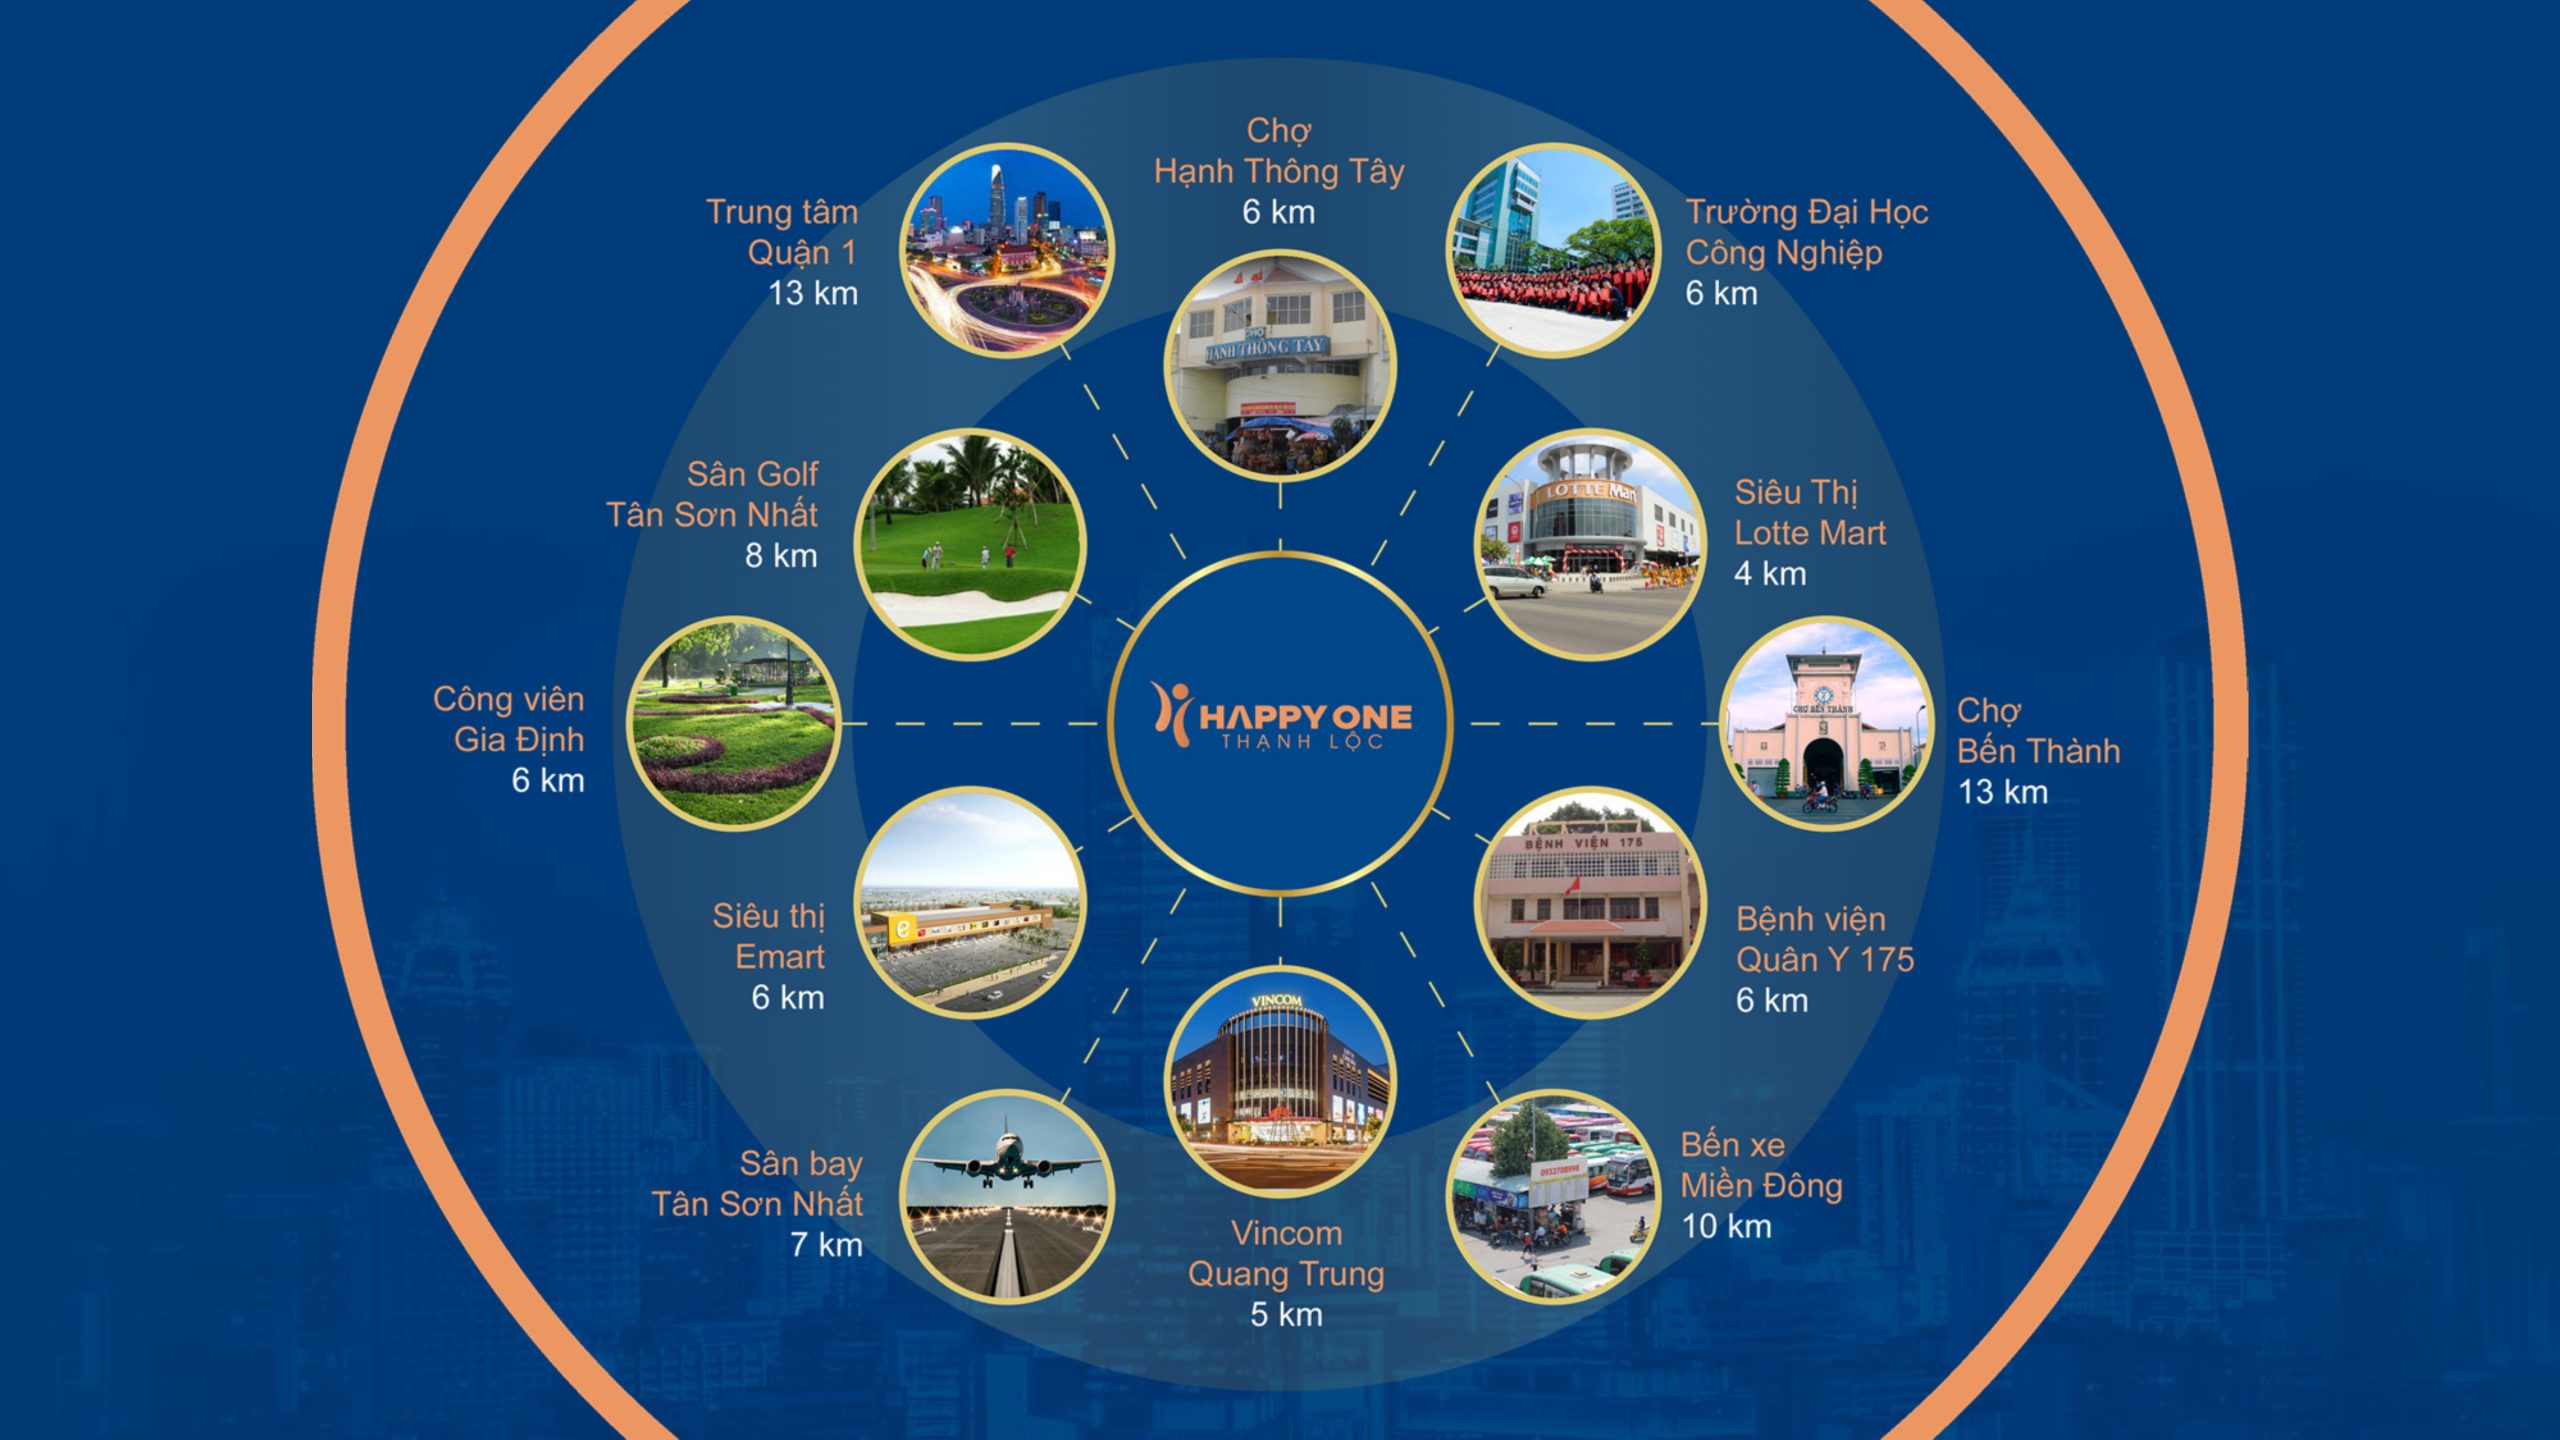 Chợ
Hạnh Thông Tây
6 km
Trung tâm
Quận 1
13 km
Trường Đại Học
Công Nghiệp
6 km
CHỢ
HẠNH THÔNG TÂY
Sân Golf
Tân Sơn Nhất
8 km
LOTTE Mart
Siêu Thị
Lotte Mart
4 km
Công viên
Gia Định
6 km
HAPPY ONE
THẠNH LỘC
CHỢ BẾN THÀNH
Chợ
Bến Thành
13 km
Siêu thị
Emart
6 km
e
BỆNH VIỆN 175
Bệnh viện
Quân Y 175
6 km
VINCOM
Sân bay
Tân Sơn Nhất
7 km
Vincom
Quang Trung
5 km
0932708998
Bến xe
Miền Đông
10 km